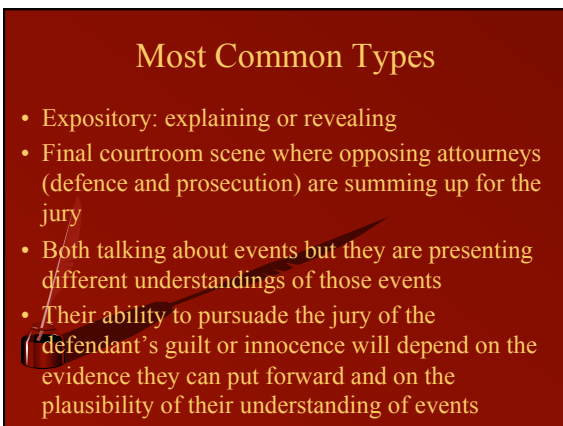 Most Common Types
• Expository: explaining or revealing
• Final courtroom scene where opposing attourneys
(defence and prosecution) are summing up for the
jury
• Both talking about events but they are presenting
different understandings of those events
• Their ability to pursuade the jury of the
defendant's guilt or innocence will depend on the
evidence they can put forward and on the
plausibility of their understanding of events